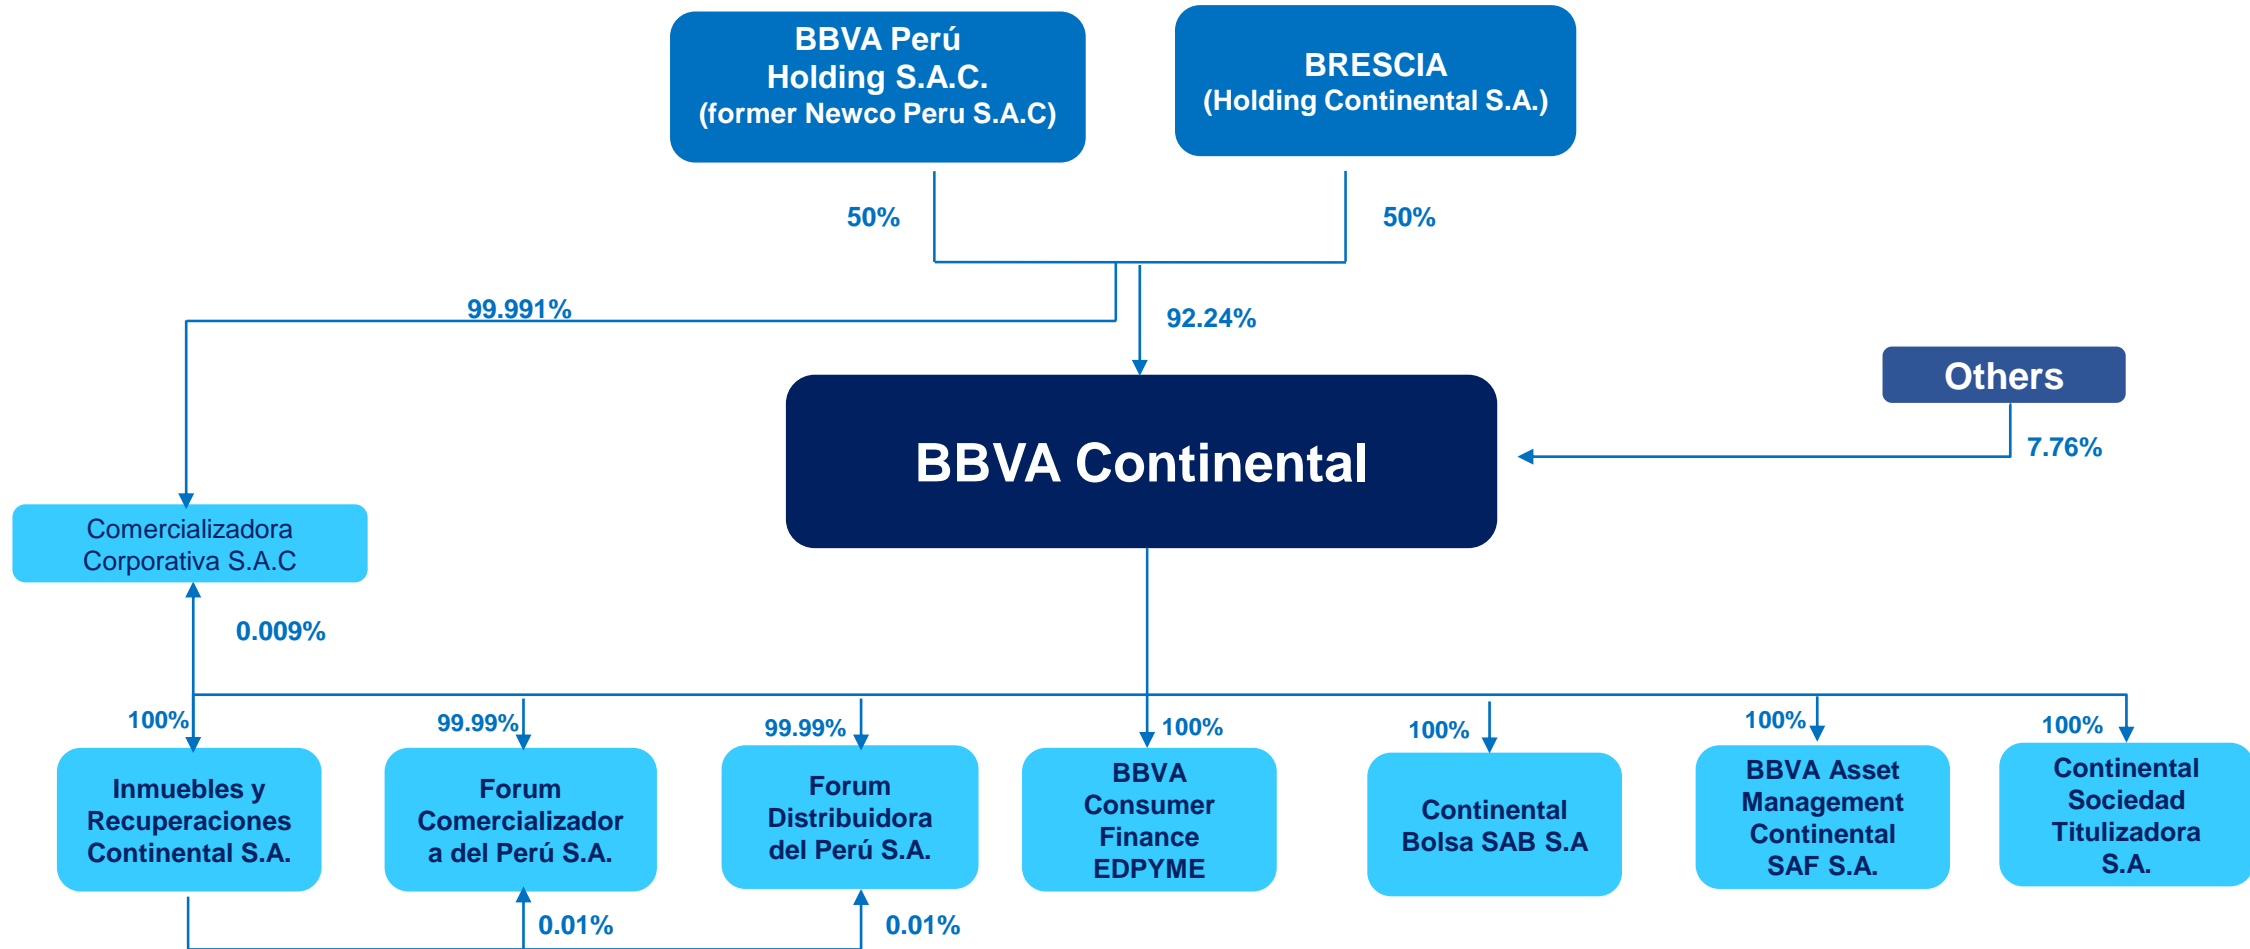 BBVA Perú
Holding S.A.C.
(former Newco Peru S.A.C)
BRESCIA
(Holding Continental S.A.)
50%
50%
99.991%
92.24%
Others
7.76%
BBVA Continental
Comercializadora
Corporativa S.A.C
0.009%
100%
99.99%
99.99%
100%
100%
100%
100%
Inmuebles y
Recuperaciones
Continental S.A.
Forum
Comercializador
a del Perú S.A.
Forum
Distribuidora
del Perú S.A.
BBVA
Consumer
Finance
EDPYME
Continental
Bolsa SAB S.A
BBVA Asset
Management
Continental
SAF S.A.
Continental
Sociedad
Titulizadora
S.A.
0.01%
0.01%